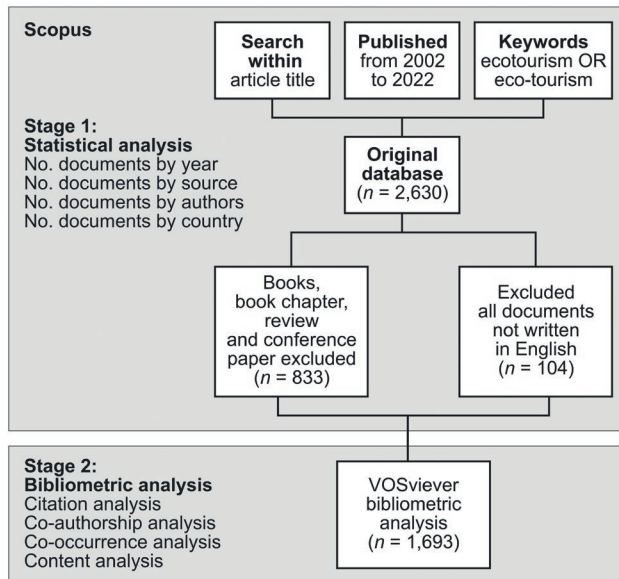 Scopus
Search
within
article title
Published
from 2002
to 2022
Keywords
ecotourism OR
eco-tourism
Stage 1:
Statistical analysis
No. documents by year
No. documents by source
No. documents by authors
No. documents by country
Original
database
(n = 2,630)
Books,
book chapter,
review
and conference
paper excluded
(n = 833)
Excluded
all documents
not written
in English
(n = 104)
Stage 2:
Bibliometric analysis
Citation analysis
Co-authorship analysis
Co-occurrence analysis
Content analysis
VOSviever
bibliometric
analysis
(n = 1,693)